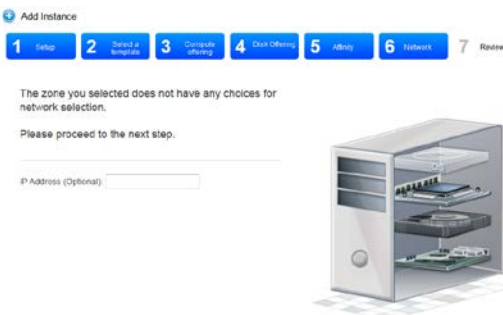 Add Instance
1 Setup 2 Select a template 3 Compute offering 4 Disk Offering 5 Affinity 6 Network 7 Review
The zone you selected does not have any choices for
network selection.
Please proceed to the next step.
IP Address (Optional):